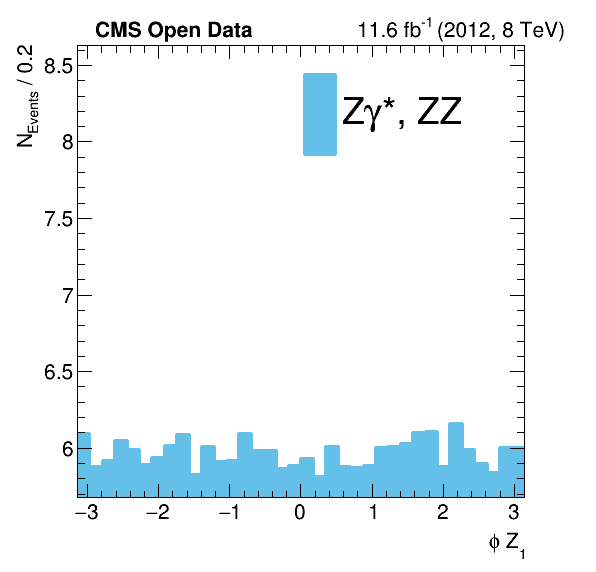 CMS Open Data 11.6 fb⁻¹ (2012, 8 TeV)
N_Events / 0.2
8.5
8
7.5
7
6.5
6
Zγ*, ZZ
−3 −2 −1 0 1 2 3
ϕ Z₁